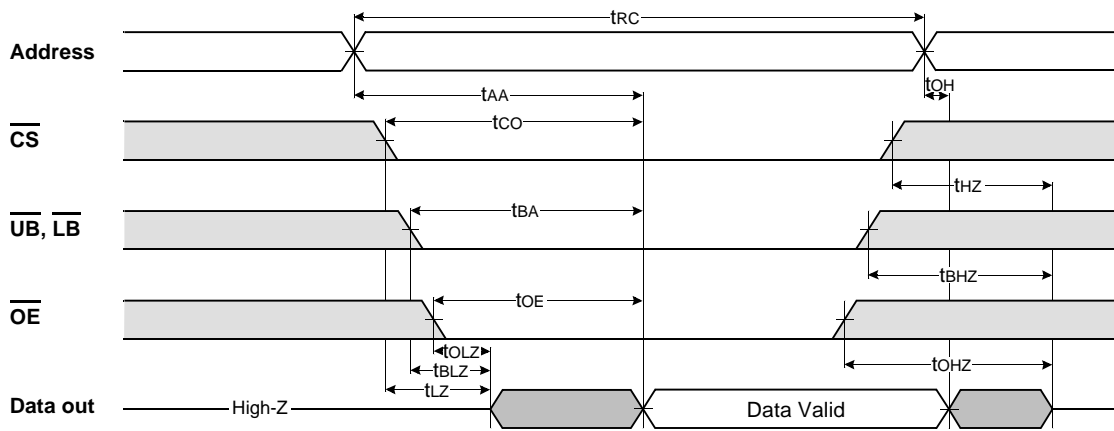 tRC
Address
tAA
tOH
tCO
CS
tHZ
tBA
UB, LB
tBHZ
tOE
OE
tOLZ
tBLZ
tOHZ
tLZ
Data out
High-Z
Data Valid